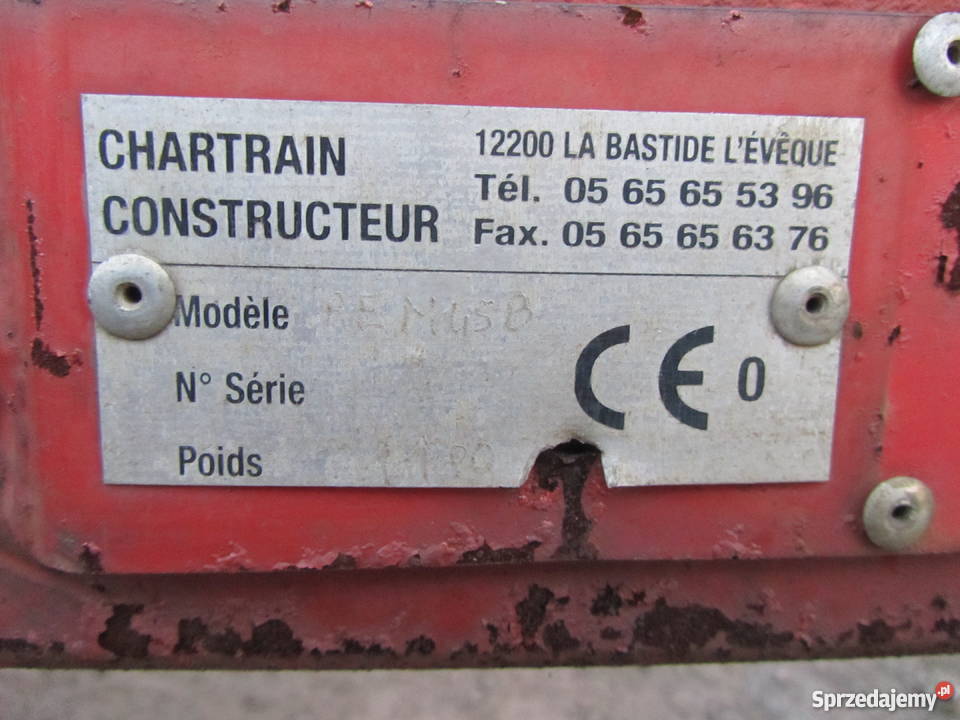 CHARTRAIN
CONSTRUCTEUR
12200 LA BASTIDE L'ÉVÊQUE
Tél. 05 65 65 53 96
Fax. 05 65 65 63 76
Modèle
N° Série
Poids
CE 0
Sprzedajemy.pl